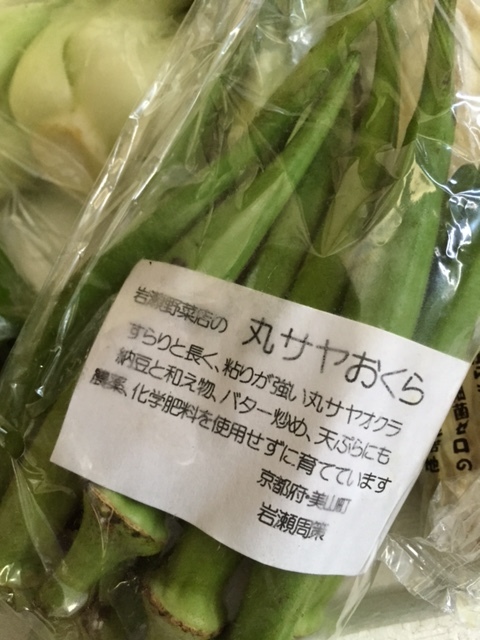 岩瀬野菜店の 丸サヤおくら
すらりと長く、粘りが強い丸サヤオクラ
納豆と和え物、バター炒め、天ぷらにも
農薬、化学肥料を使用せずに育てています
京都府・美山町
岩瀬周策